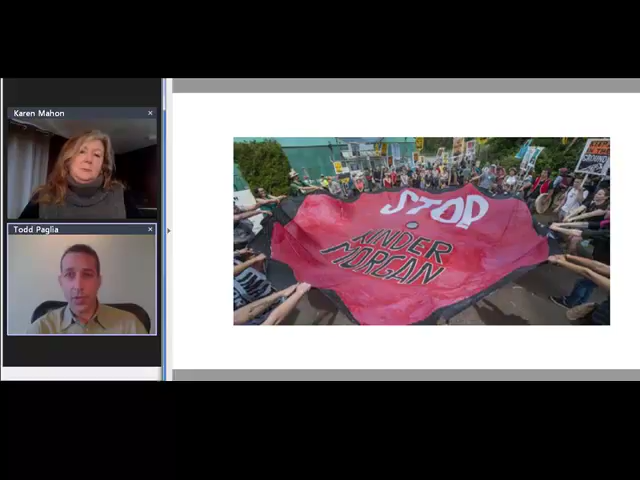 Karen Mahon
Todd Paglia
STOP
KINDER
MORGAN